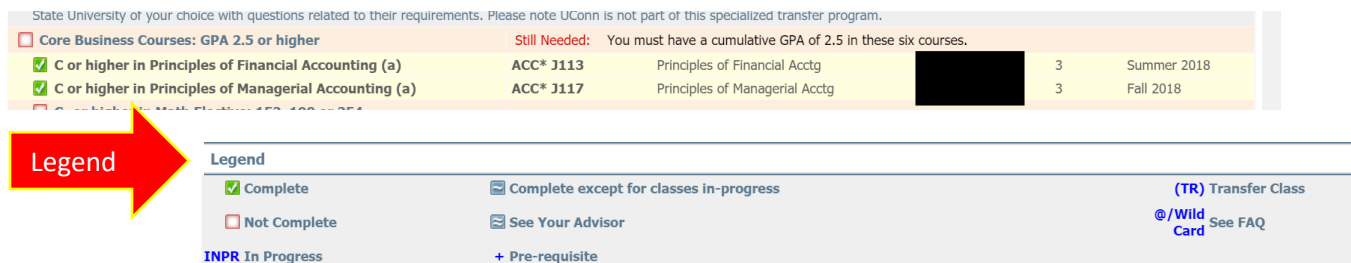 State University of your choice with questions related to their requirements. Please note UConn is not part of this specialized transfer program.
Core Business Courses: GPA 2.5 or higher Still Needed: You must have a cumulative GPA of 2.5 in these six courses.
C or higher in Principles of Financial Accounting (a) ACC* J113 Principles of Financial Acctg 3 Summer 2018
C or higher in Principles of Managerial Accounting (a) ACC* J117 Principles of Managerial Acctg 3 Fall 2018
Legend
Legend
Complete Complete except for classes in-progress (TR) Transfer Class
Not Complete See Your Advisor @/Wild Card See FAQ
INPR In Progress + Pre-requisite